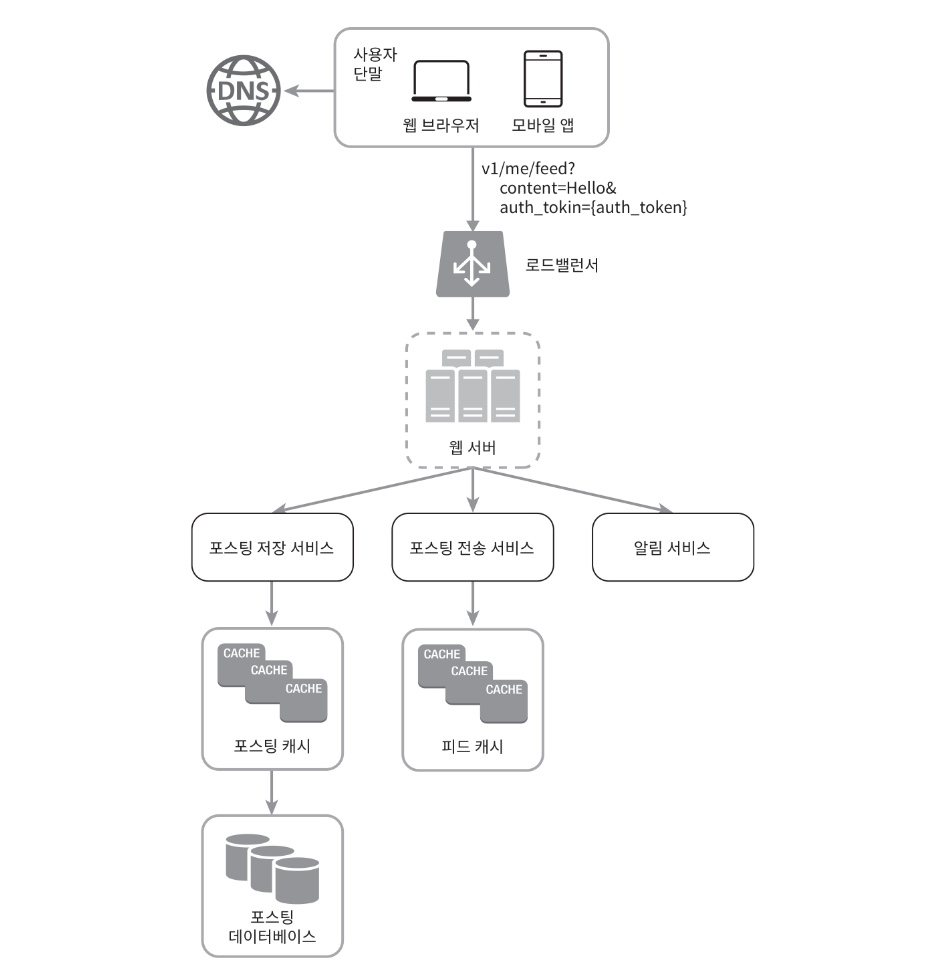 사용자
단말
DNS
웹 브라우저
모바일 앱
v1/me/feed?
content=Hello&
auth_tokin={auth_token}
로드밸런서
웹 서버
포스팅 저장 서비스
포스팅 전송 서비스
알림 서비스
CACHE
CACHE
CACHE
포스팅 캐시
CACHE
CACHE
CACHE
피드 캐시
포스팅
데이터베이스